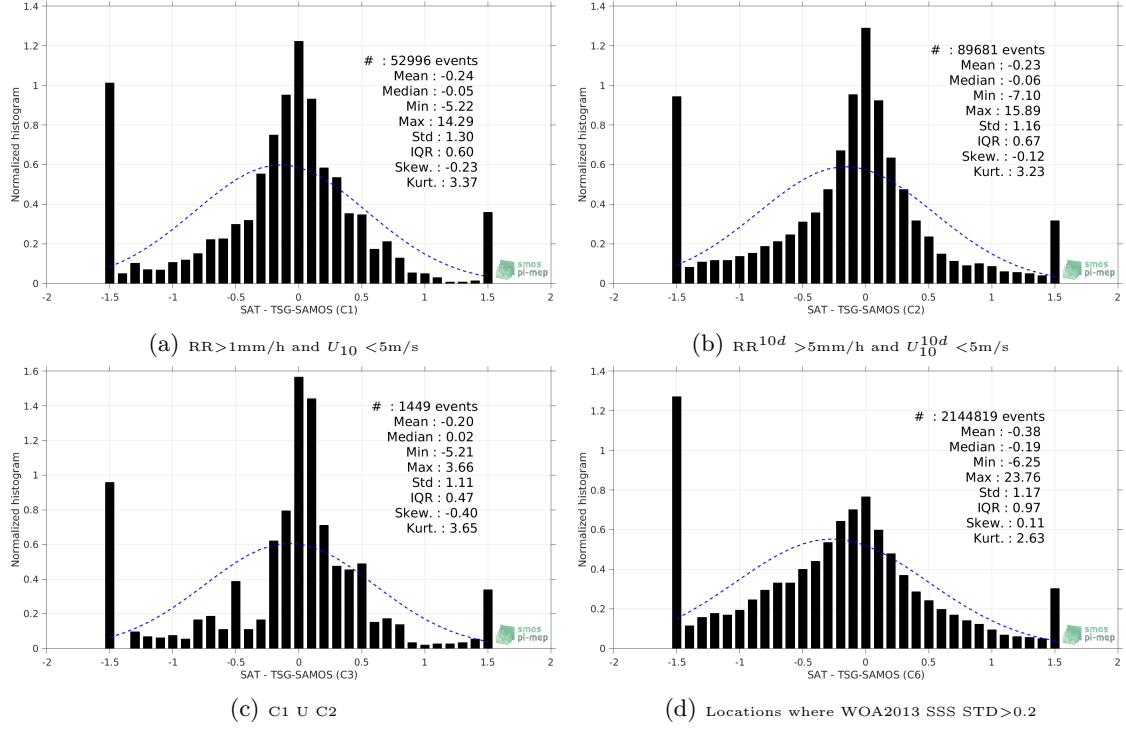 1.4
1.2
1
0.8
0.6
0.4
0.2
0
Normalized histogram
# : 52996 events
Mean : -0.24
Median : -0.05
Min : -5.22
Max : 14.29
Std : 1.30
IQR : 0.60
Skew. : -0.23
Kurt. : 3.37
smos
pi-mep
-2 -1.5 -1 -0.5 0 0.5 1 1.5 2
SAT - TSG-SAMOS (C1)
(a) RR>1mm/h and U10 <5m/s
1.4
1.2
1
0.8
0.6
0.4
0.2
0
Normalized histogram
# : 89681 events
Mean : -0.23
Median : -0.06
Min : -7.10
Max : 15.89
Std : 1.16
IQR : 0.67
Skew. : -0.12
Kurt. : 3.23
smos
pi-mep
-2 -1.5 -1 -0.5 0 0.5 1 1.5 2
SAT - TSG-SAMOS (C2)
(b) RR10d >5mm/h and U10d10 <5m/s
1.6
1.4
1.2
1
0.8
0.6
0.4
0.2
0
Normalized histogram
# : 1449 events
Mean : -0.20
Median : 0.02
Min : -5.21
Max : 3.66
Std : 1.11
IQR : 0.47
Skew. : -0.40
Kurt. : 3.65
smos
pi-mep
-2 -1.5 -1 -0.5 0 0.5 1 1.5 2
SAT - TSG-SAMOS (C3)
(c) C1 U C2
1.4
1.2
1
0.8
0.6
0.4
0.2
0
Normalized histogram
# : 2144819 events
Mean : -0.38
Median : -0.19
Min : -6.25
Max : 23.76
Std : 1.17
IQR : 0.97
Skew. : 0.11
Kurt. : 2.63
smos
pi-mep
-2 -1.5 -1 -0.5 0 0.5 1 1.5 2
SAT - TSG-SAMOS (C6)
(d) Locations where WOA2013 SSS STD>0.2